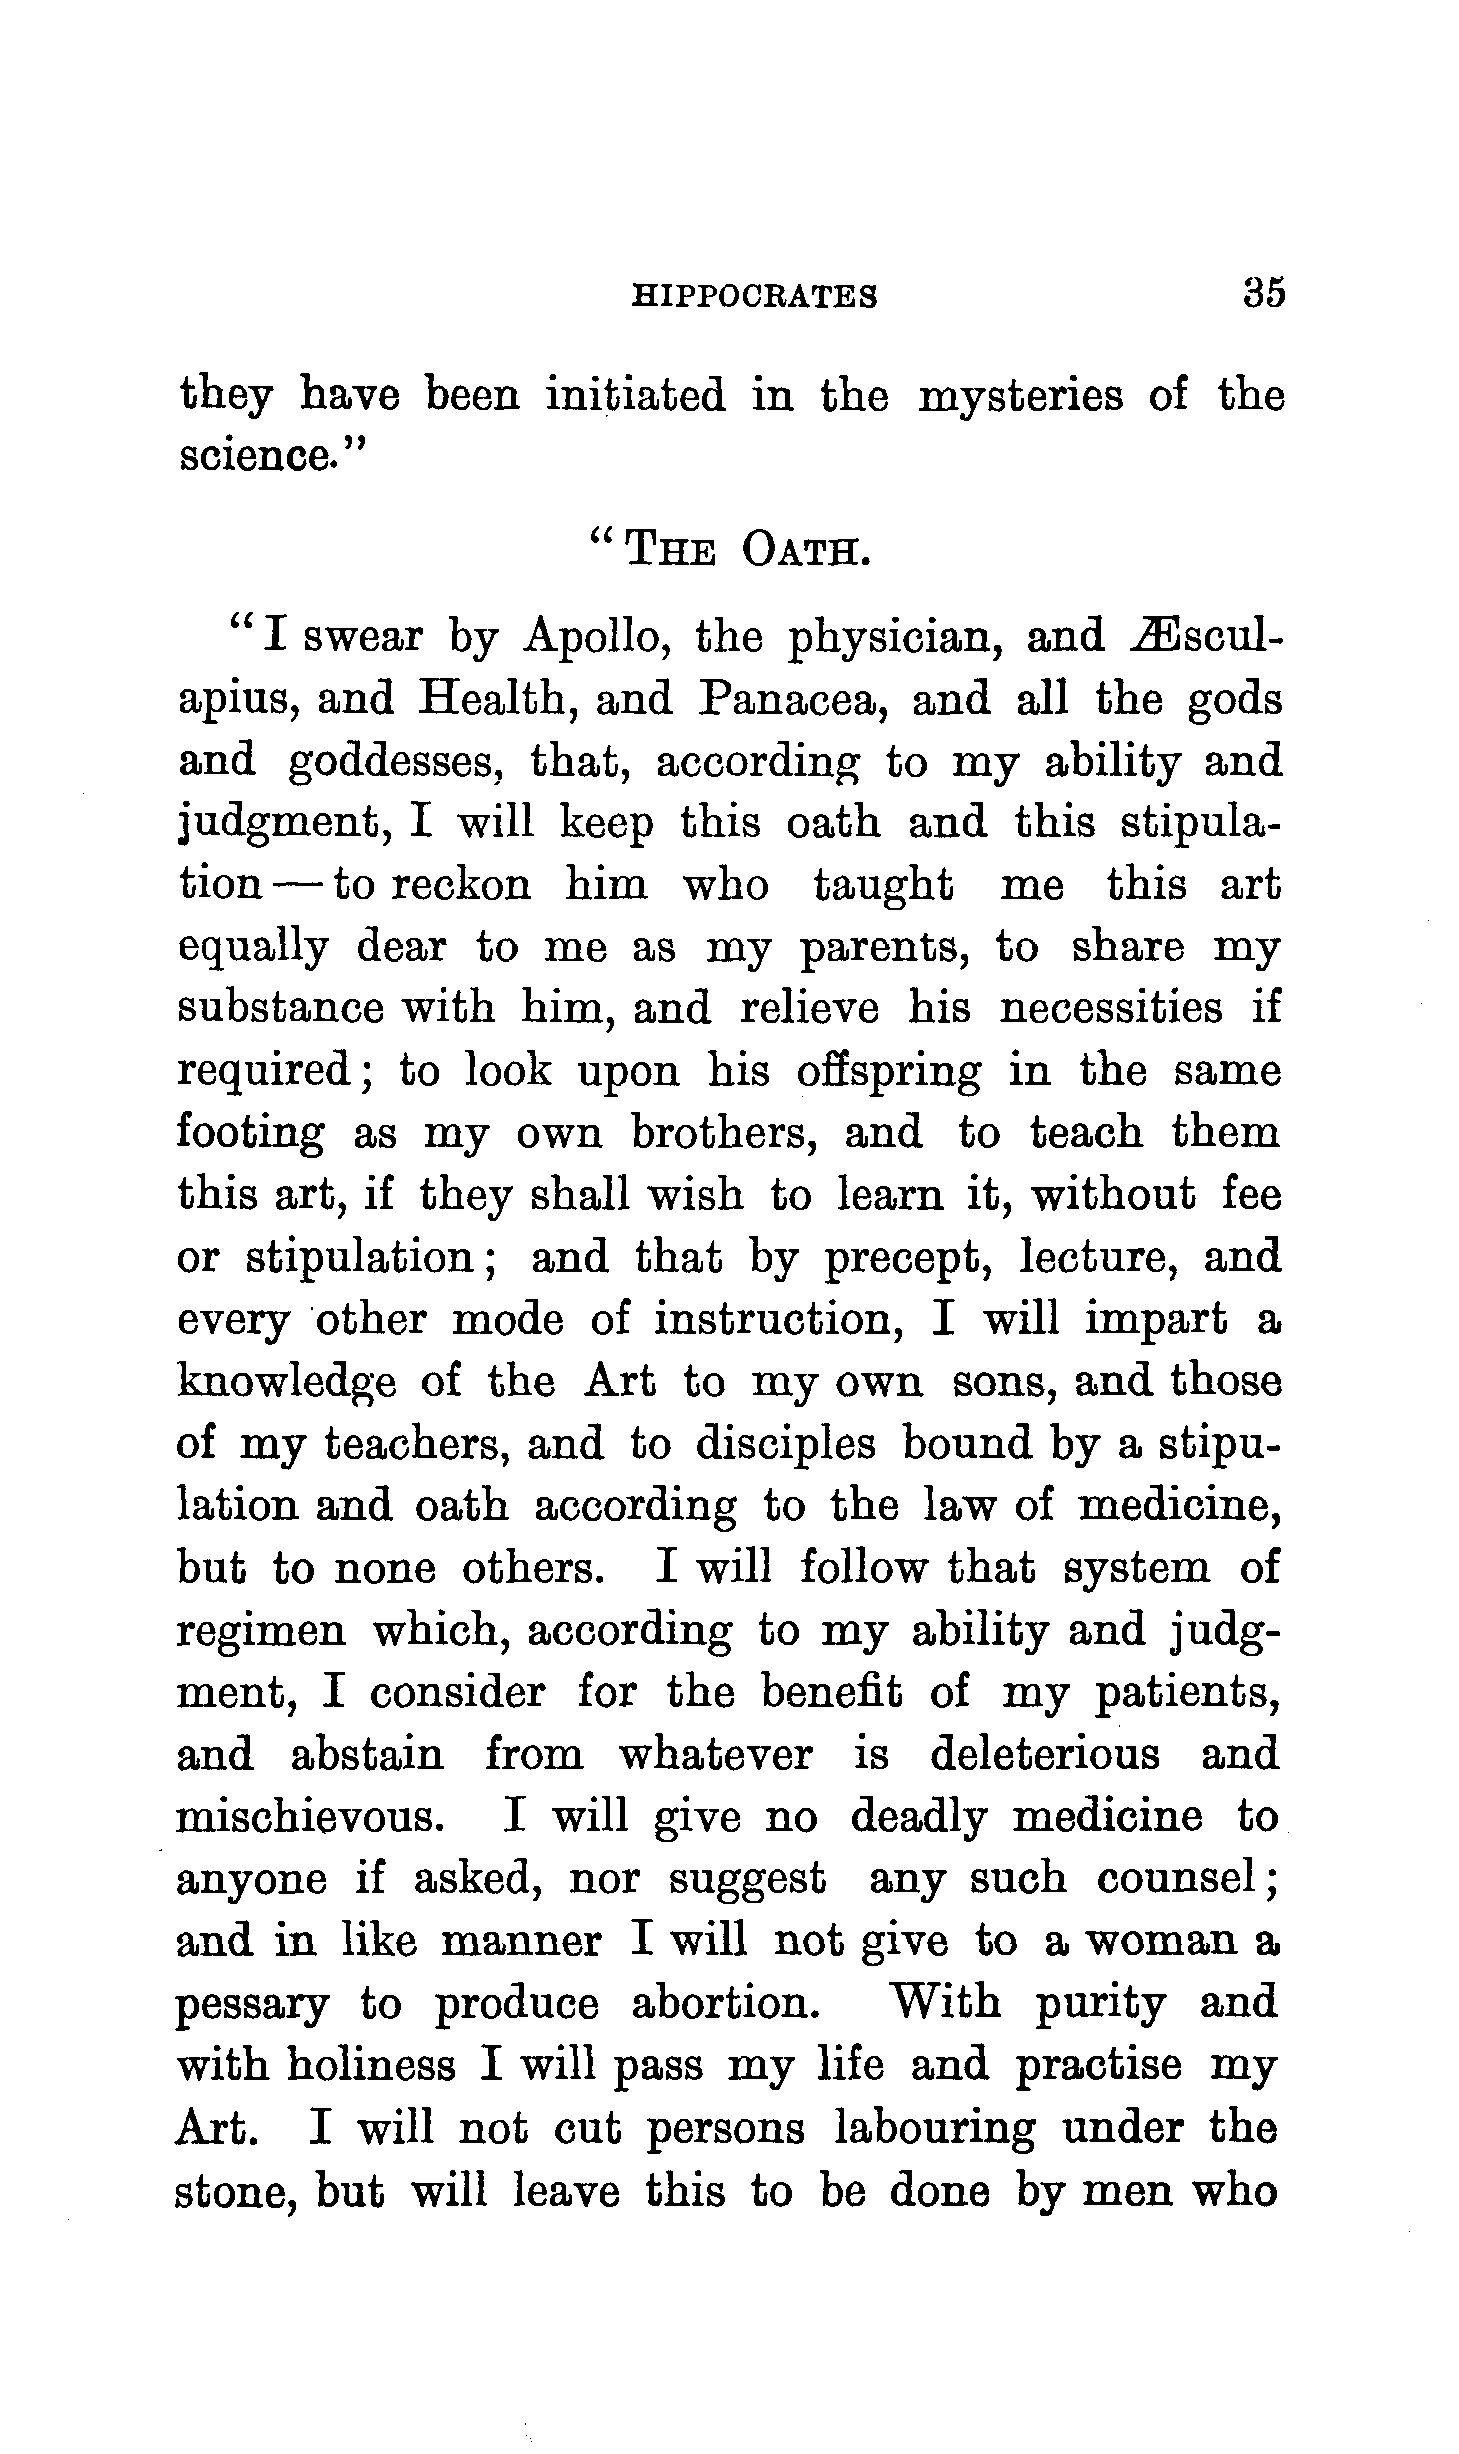 HIPPOCRATES 35
they have been initiated in the mysteries of the
science."
"THE OATH.
"I swear by Apollo, the physician, and Æscul-
apius, and Health, and Panacea, and all the gods
and goddesses, that, according to my ability and
judgment, I will keep this oath and this stipula-
tion — to reckon him who taught me this art
equally dear to me as my parents, to share my
substance with him, and relieve his necessities if
required; to look upon his offspring in the same
footing as my own brothers, and to teach them
this art, if they shall wish to learn it, without fee
or stipulation; and that by precept, lecture, and
every other mode of instruction, I will impart a
knowledge of the Art to my own sons, and those
of my teachers, and to disciples bound by a stipu-
lation and oath according to the law of medicine,
but to none others. I will follow that system of
regimen which, according to my ability and judg-
ment, I consider for the benefit of my patients,
and abstain from whatever is deleterious and
mischievous. I will give no deadly medicine to
anyone if asked, nor suggest any such counsel;
and in like manner I will not give to a woman a
pessary to produce abortion. With purity and
with holiness I will pass my life and practise my
Art. I will not cut persons labouring under the
stone, but will leave this to be done by men who